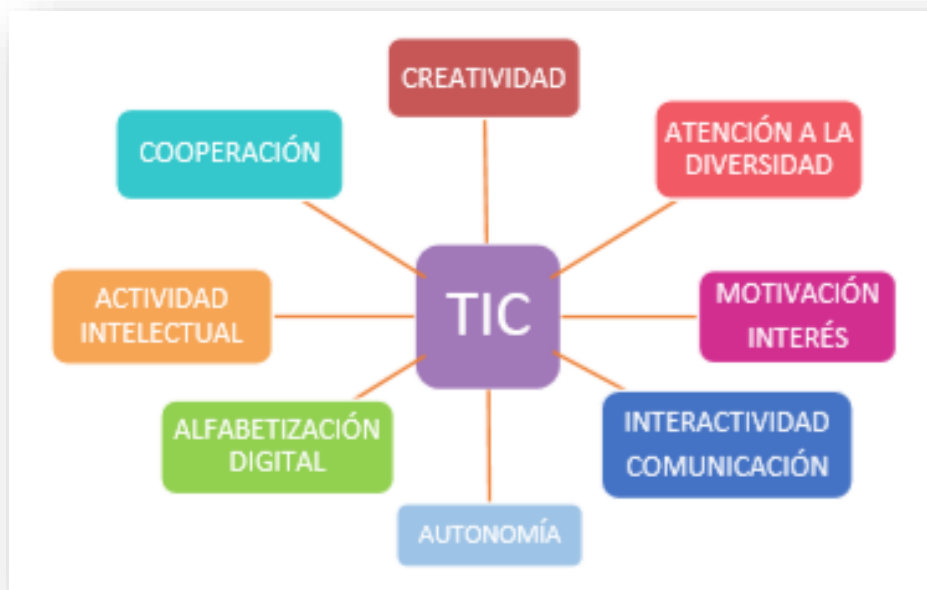 CREATIVIDAD
COOPERACIÓN
ATENCIÓN A LA
DIVERSIDAD
ACTIVIDAD
INTELECTUAL
TIC
MOTIVACIÓN
INTERÉS
ALFABETIZACIÓN
DIGITAL
INTERACTIVIDAD
COMUNICACIÓN
AUTONOMÍA